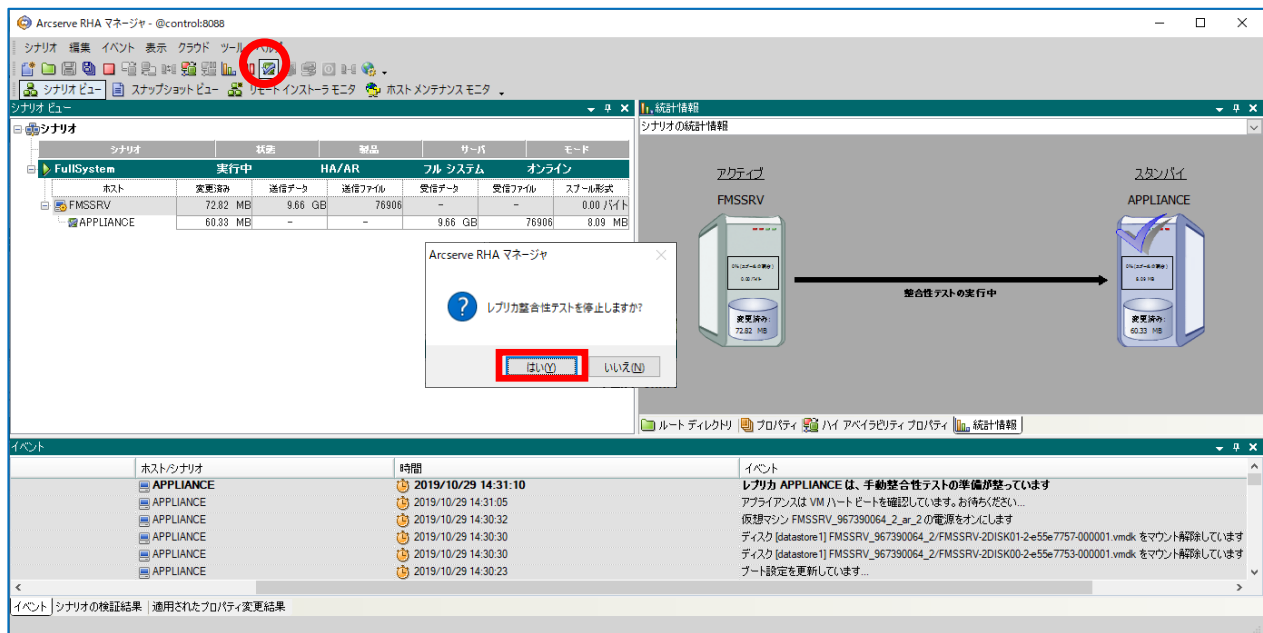 Arcserve RHA マネージャ - @control:8088
シナリオ 編集 イベント 表示 クラウド ツール
シナリオ ビュー スナップショット ビュー リモート インストーラ モニタ ホスト メンテナンス モニタ
シナリオ ビュー
シナリオ
シナリオ 状態 製品 サーバ モード
FullSystem 実行中 HA/AR フル システム オンライン
ホスト 変更済み 送信データ 送信ファイル 受信データ 受信ファイル スプール形式
FMSSRV 72.82 MB 9.66 GB 76906 - - 0.00 バイト
APPLIANCE 60.33 MB - - 9.66 GB 76906 8.09 MB
統計情報
シナリオの統計情報
アクティブ スタンバイ
FMSSRV APPLIANCE
整合性テストの実行中
変更済み: 変更済み:
72.82 MB 60.33 MB
Arcserve RHA マネージャ
レプリカ整合性テストを停止しますか?
はい(Y) いいえ(N)
ルート ディレクトリ プロパティ ハイ アベイラビリティ プロパティ 統計情報
イベント
ホスト/シナリオ 時間 イベント
APPLIANCE 2019/10/29 14:31:10 レプリカ APPLIANCE は、手動整合性テストの準備が整っています
APPLIANCE 2019/10/29 14:31:05 アプライアンスは VM ハート ビートを確認しています。お待ちください...
APPLIANCE 2019/10/29 14:30:32 仮想マシン FMSSRV_967390064_2_ar_2 の電源をオンにします
APPLIANCE 2019/10/29 14:30:30 ディスク [datastore1] FMSSRV_967390064_2/FMSSRV-2DISK01-2-e55e7757-000001.vmdk をマウント解除しています
APPLIANCE 2019/10/29 14:30:30 ディスク [datastore1] FMSSRV_967390064_2/FMSSRV-2DISK00-2-e55e7753-000001.vmdk をマウント解除しています
APPLIANCE 2019/10/29 14:30:23 ブート設定を更新しています...
イベント シナリオの検証結果 適用されたプロパティ変更結果